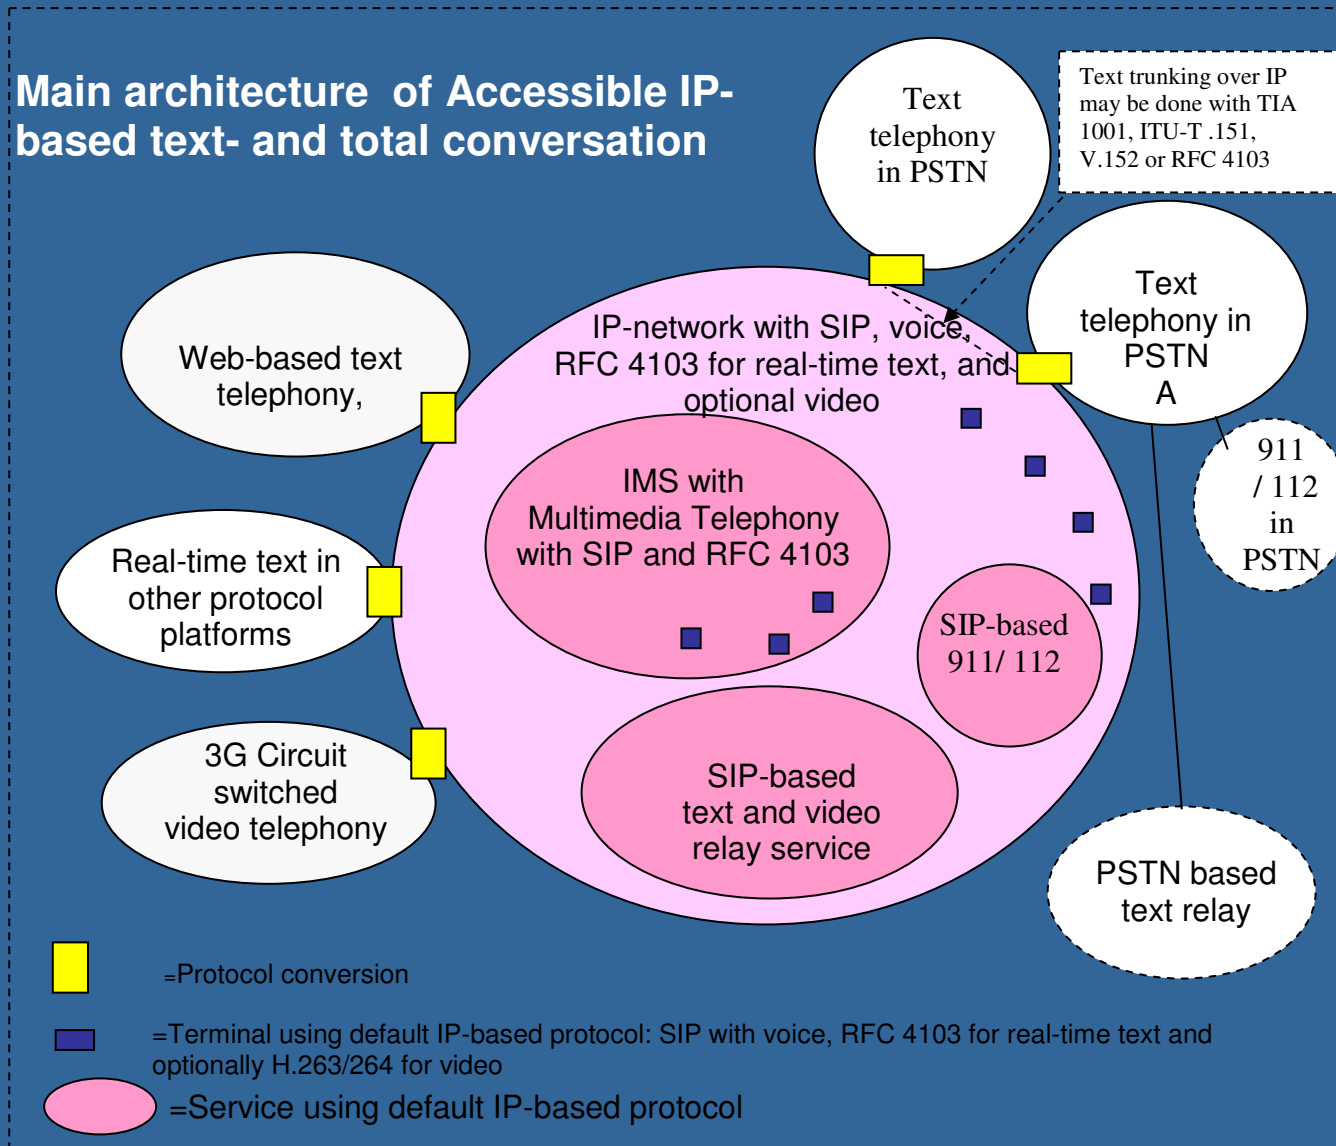 Main architecture  of Accessible IP-
based text- and total conversation
Text
telephony
in PSTN
Text trunking over IP
may be done with TIA
1001, ITU-T .151,
V.152 or RFC 4103
Text
telephony in
PSTN
A
911
/ 112
in
PSTN
IP-network with SIP, voice,
RFC 4103 for real-time text, and
optional video
Web-based text
telephony,
IMS with
Multimedia Telephony
with SIP and RFC 4103
Real-time text in
other protocol
platforms
SIP-based
911/ 112
3G Circuit
switched
video telephony
SIP-based
text and video
relay service
PSTN based
text relay
=Protocol conversion
=Terminal using default IP-based protocol: SIP with voice, RFC 4103 for real-time text and
optionally H.263/264 for video
=Service using default IP-based protocol